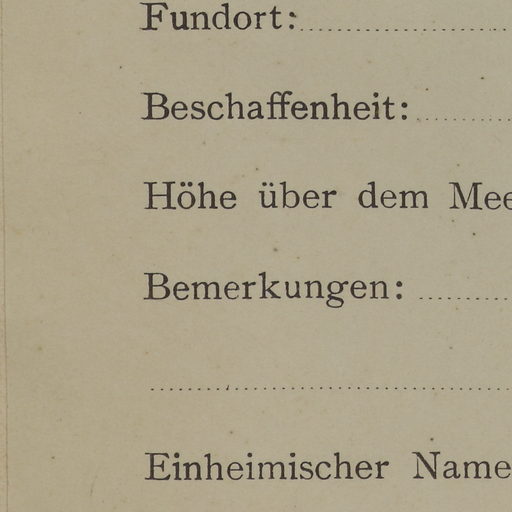 Fundort:
Beschaffenheit:
Höhe über dem Mee
Bemerkungen:
Einheimischer Name